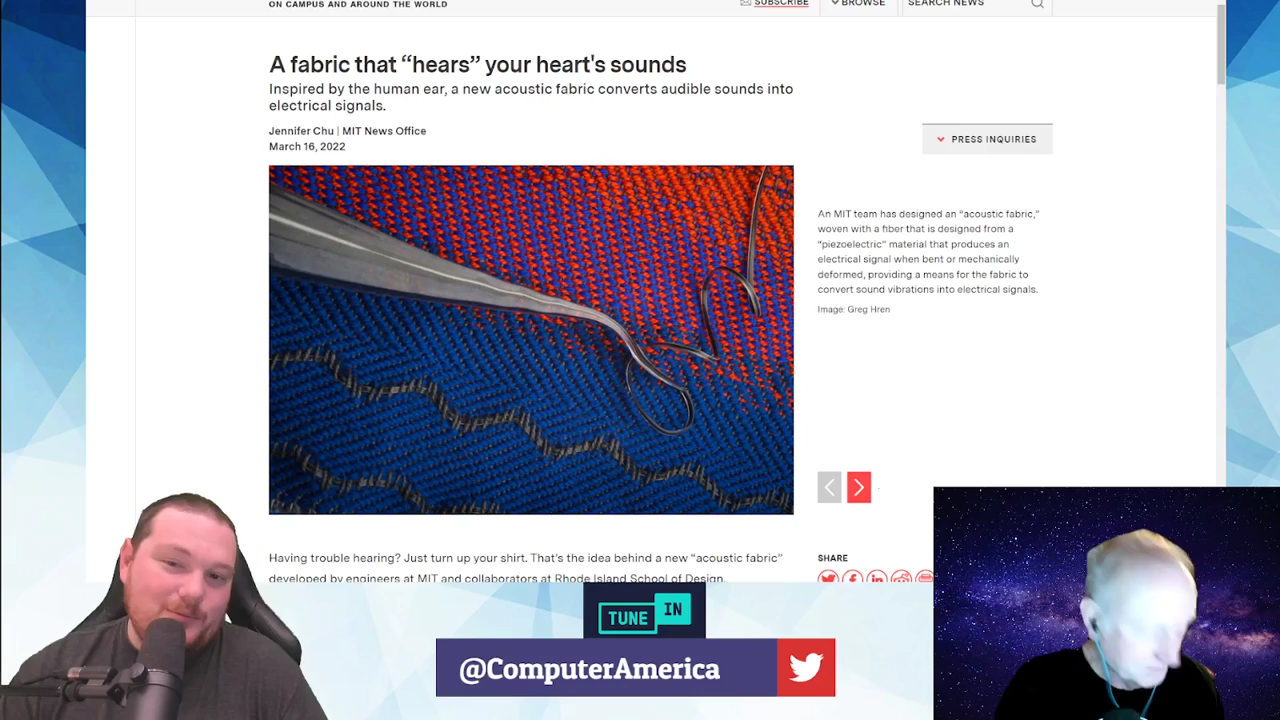 ON CAMPUS AND AROUND THE WORLD
SUBSCRIBE
BROWSE
SEARCH NEWS
A fabric that “hears” your heart's sounds
Inspired by the human ear, a new acoustic fabric converts audible sounds into
electrical signals.
Jennifer Chu | MIT News Office
March 16, 2022
PRESS INQUIRIES
An MIT team has designed an “acoustic fabric,”
woven with a fiber that is designed from a
“piezoelectric” material that produces an
electrical signal when bent or mechanically
deformed, providing a means for the fabric to
convert sound vibrations into electrical signals.
Image: Greg Hren
Having trouble hearing? Just turn up your shirt. That’s the idea behind a new “acoustic fabric”
developed by engineers at MIT and collaborators at Rhode Island School of Design.
SHARE
TUNE IN
@ComputerAmerica